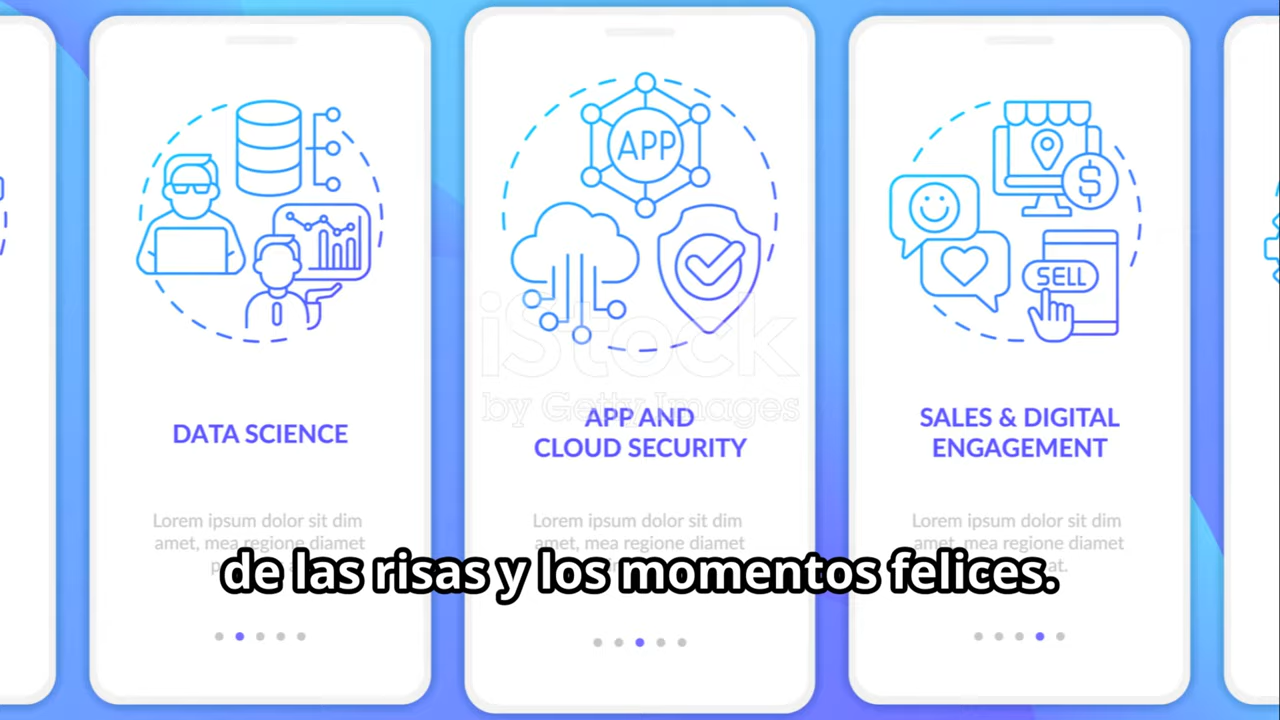 APP
SELL
iStock
by Getty Images
DATA SCIENCE
APP AND
CLOUD SECURITY
SALES & DIGITAL
ENGAGEMENT
Lorem ipsum dolor sit dim
amet, mea regione diamet
Lorem ipsum dolor sit dim
amet, mea regione diamet
Lorem ipsum dolor sit dim
amet, mea regione diamet
de las risas y los momentos felices.